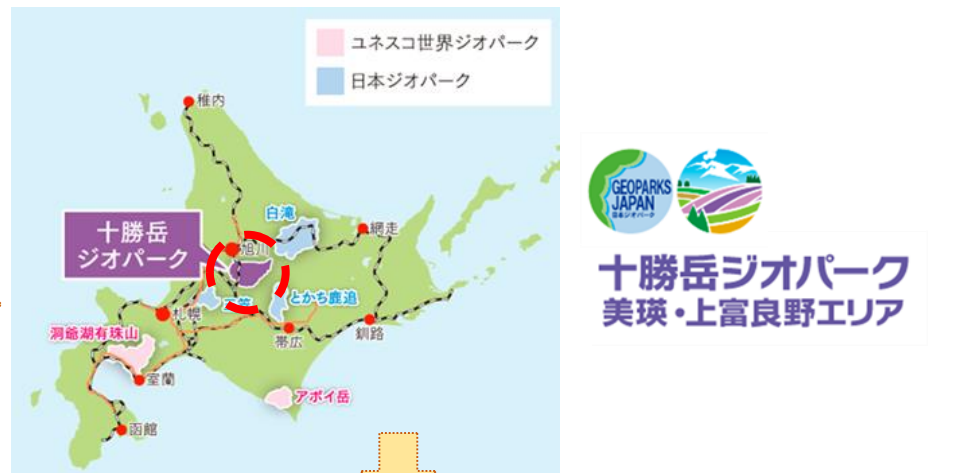 ユネスコ世界ジオパーク
日本ジオパーク
稚内
白滝
網走
十勝岳
ジオパーク
旭川
とかち鹿追
札幌
洞爺湖有珠山
帯広
釧路
室蘭
アポイ岳
函館
GEOPARKS
JAPAN
日本ジオパーク
十勝岳ジオパーク
美瑛・上富良野エリア